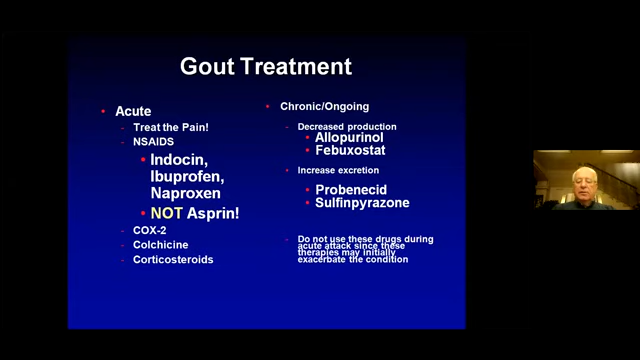 Gout Treatment
• Acute
- Treat the Pain!
- NSAIDS
• Indocin,
Ibuprofen,
Naproxen
• NOT Asprin!
- COX-2
- Colchicine
- Corticosteroids
• Chronic/Ongoing
- Decreased production
• Allopurinol
• Febuxostat
- Increase excretion
• Probenecid
• Sulfinpyrazone
- Do not use these drugs during
acute attack since these
therapies may initially
exacerbate the condition